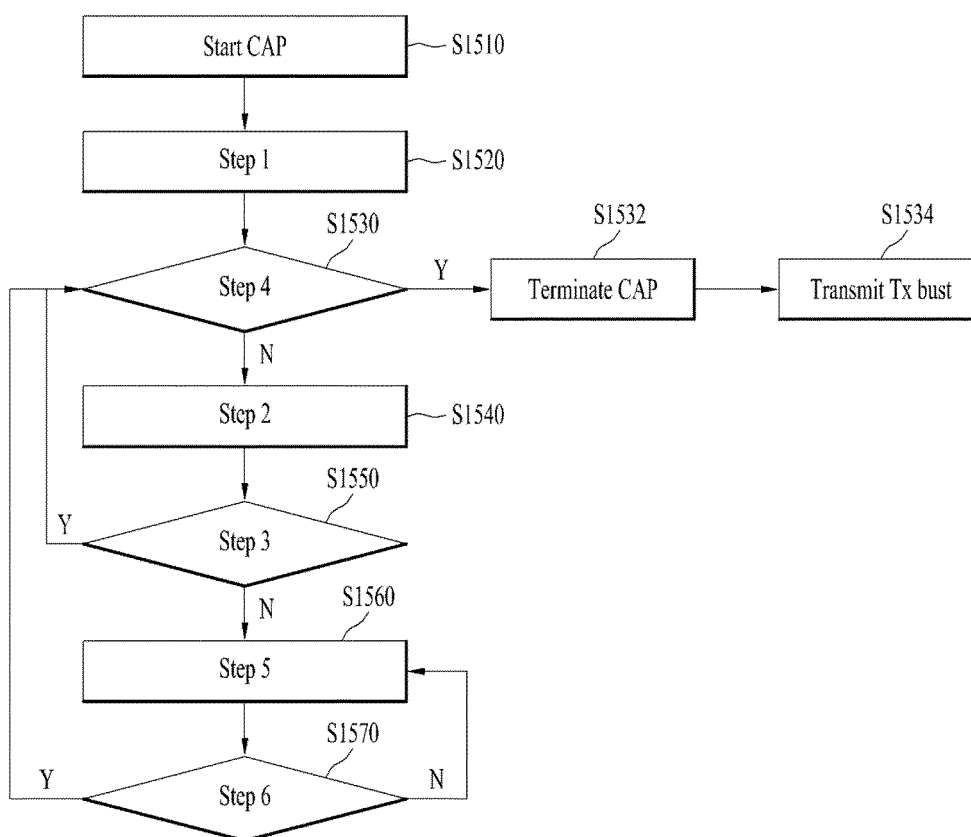 Start CAP
S1510
Step 1
S1520
S1530
Step 4
Y
S1532
Terminate CAP
S1534
Transmit Tx bust
N
Step 2
S1540
S1550
Y
Step 3
N
S1560
Step 5
S1570
Y
Step 6
N